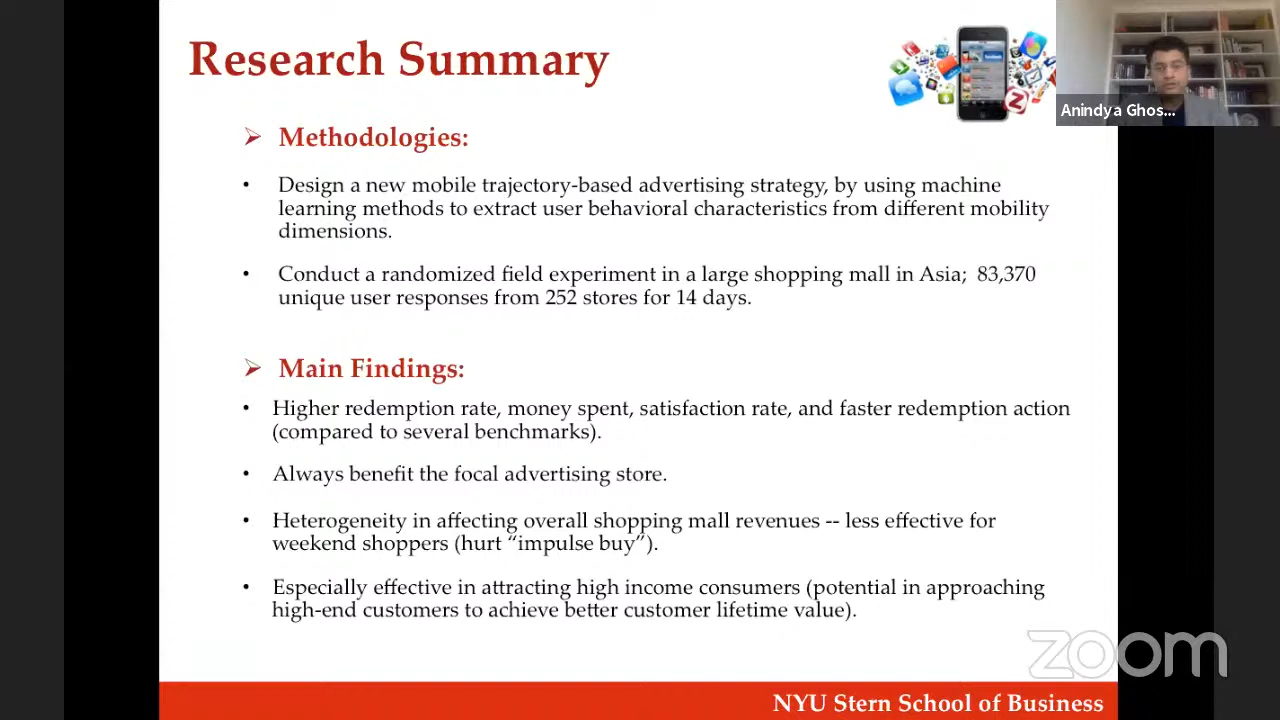 Research Summary
Anindya Ghos...
➢ Methodologies:
• Design a new mobile trajectory-based advertising strategy, by using machine
learning methods to extract user behavioral characteristics from different mobility
dimensions.
• Conduct a randomized field experiment in a large shopping mall in Asia;  83,370
unique user responses from 252 stores for 14 days.
➢ Main Findings:
• Higher redemption rate, money spent, satisfaction rate, and faster redemption action
(compared to several benchmarks).
• Always benefit the focal advertising store.
• Heterogeneity in affecting overall shopping mall revenues -- less effective for
weekend shoppers (hurt “impulse buy”).
• Especially effective in attracting high income consumers (potential in approaching
high-end customers to achieve better customer lifetime value).
zoom
NYU Stern School of Business